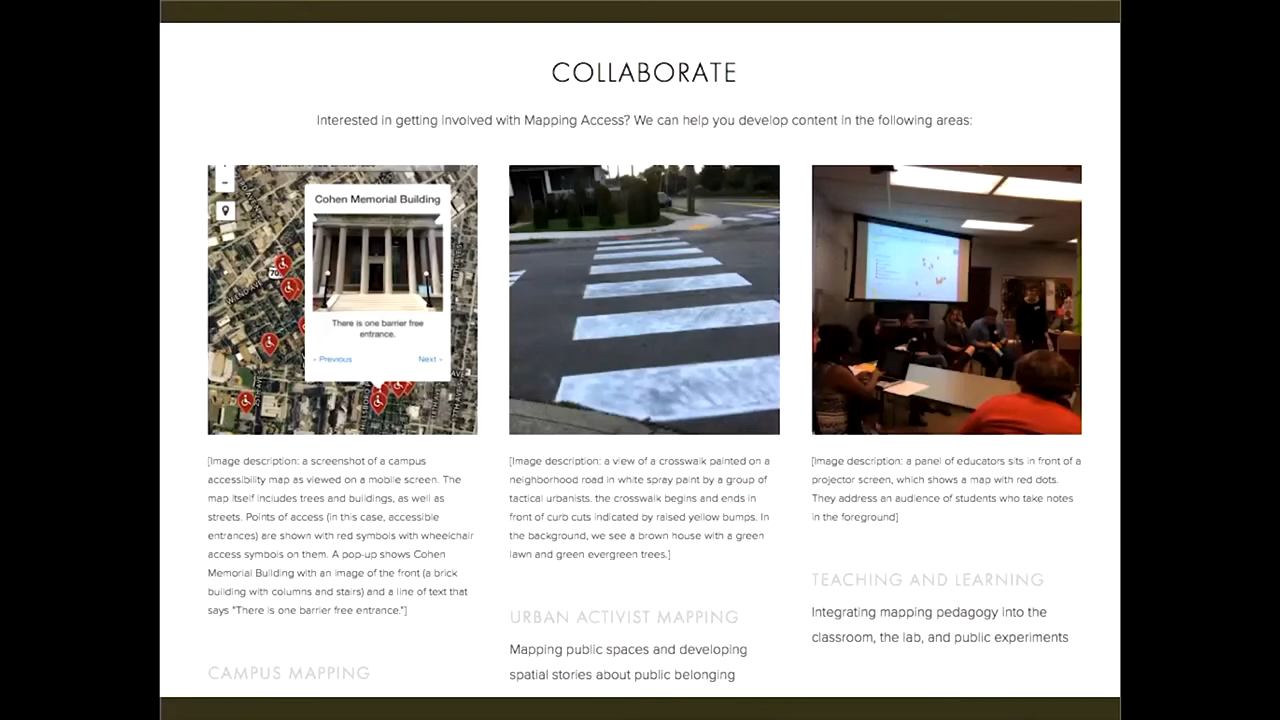 COLLABORATE
Interested in getting involved with Mapping Access? We can help you develop content in the following areas:
Cohen Memorial Building
There is one barrier free
entrance.
‹ Previous
Next ›
70
[Image description: a screenshot of a campus
accessibility map as viewed on a mobile screen. The
map itself includes trees and buildings, as well as
streets. Points of access (in this case, accessible
entrances) are shown with red symbols with wheelchair
access symbols on them. A pop-up shows Cohen
Memorial Building with an image of the front (a brick
building with columns and stairs) and a line of text that
says "There is one barrier free entrance."]
CAMPUS MAPPING
[Image description: a view of a crosswalk painted on a
neighborhood road in white spray paint by a group of
tactical urbanists. the crosswalk begins and ends in
front of curb cuts indicated by raised yellow bumps. In
the background, we see a brown house with a green
lawn and green evergreen trees.]
URBAN ACTIVIST MAPPING
Mapping public spaces and developing
spatial stories about public belonging
[Image description: a panel of educators sits in front of a
projector screen, which shows a map with red dots.
They address an audience of students who take notes
in the foreground]
TEACHING AND LEARNING
Integrating mapping pedagogy into the
classroom, the lab, and public experiments